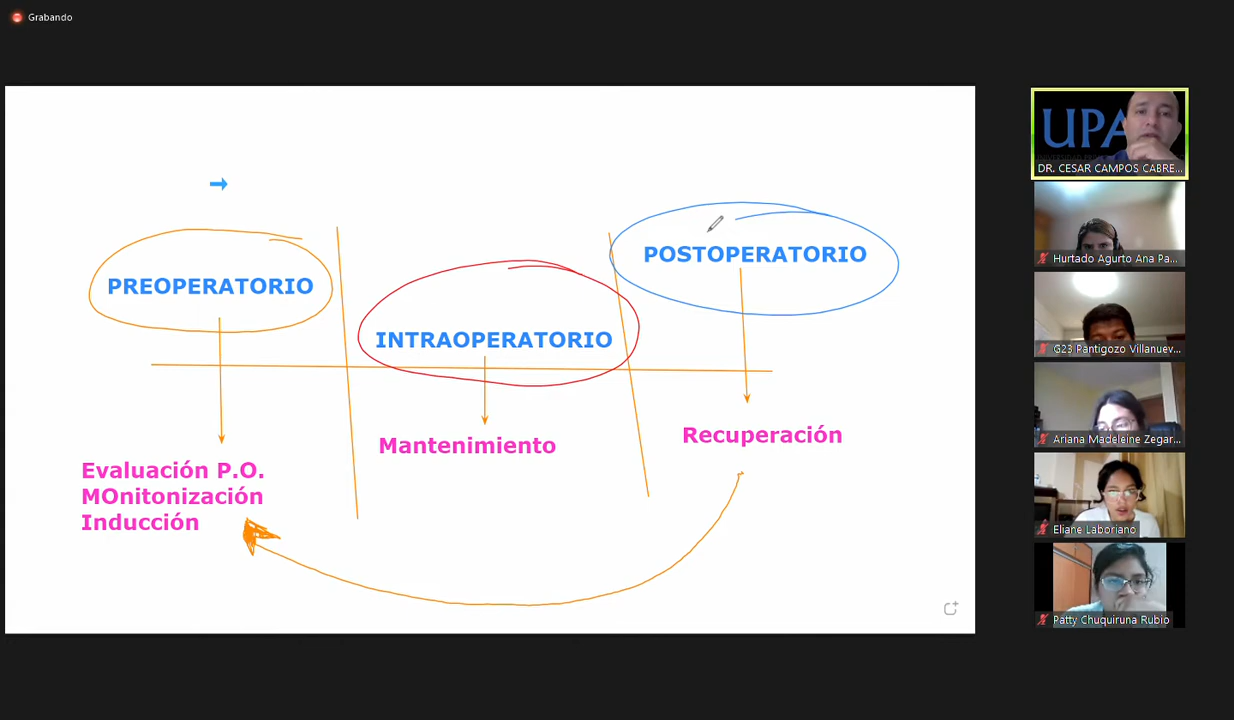 Grabando
PREOPERATORIO
INTRAOPERATORIO
POSTOPERATORIO
Evaluación P.O.
MOnitonización
Inducción
Mantenimiento
Recuperación
UPA
DR. CESAR CAMPOS CABRE...
Hurtado Agurto Ana Pa...
G23 Pantigozo Villanuev...
Ariana Madeleine Zegar...
Eliane Laboriano
Patty Chuquiruna Rubio